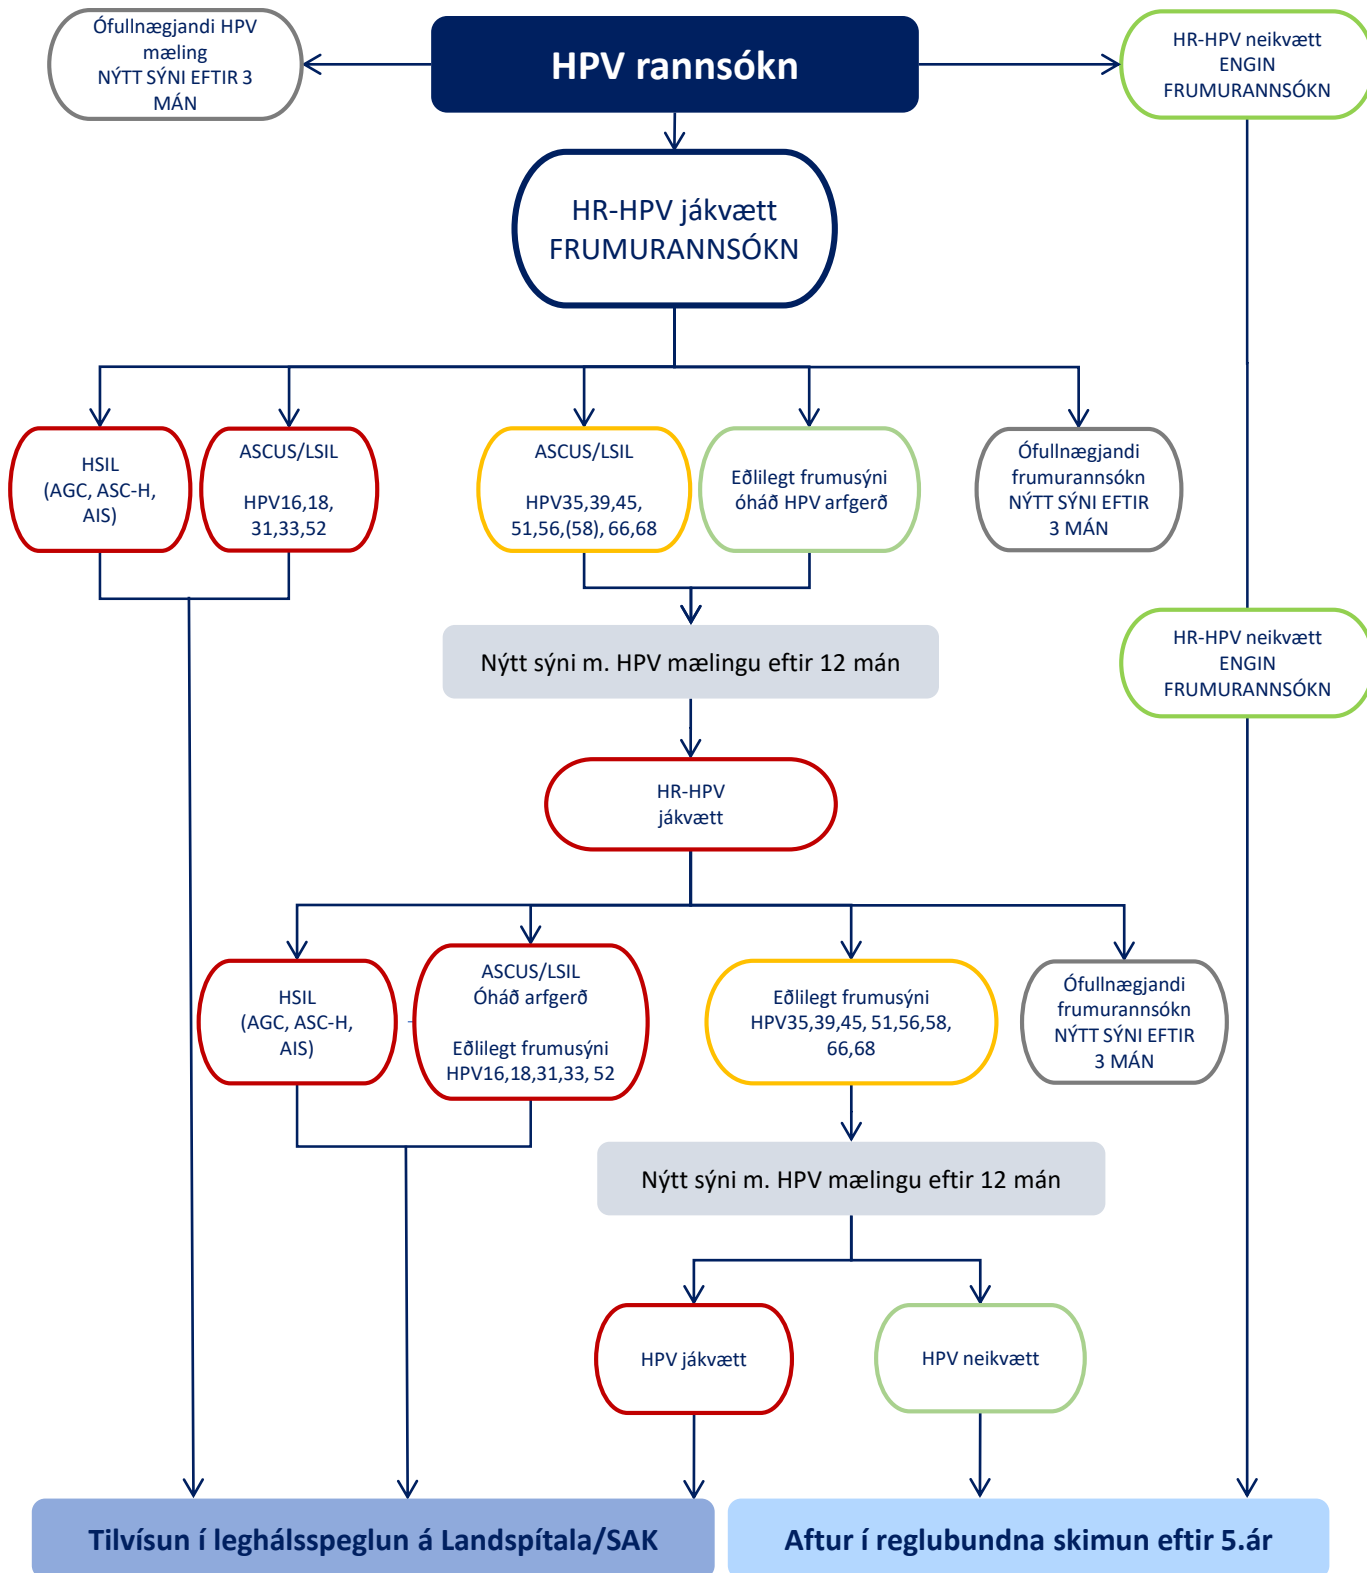 Ófullnægjandi HPV
mæling
NÝTT SÝNI EFTIR 3
MÁN
HPV rannsókn
HR-HPV neikvætt
ENGIN
FRUMURANNSÓKN
HR-HPV jákvætt
FRUMURANNSÓKN
HSIL
(AGC, ASC-H,
AIS)
ASCUS/LSIL
HPV16,18,
31,33,52
ASCUS/LSIL
HPV35,39,45,
51,56,(58), 66,68
Eðlilegt frumusýni
óháð HPV arfgerð
Ófullnægjandi
frumurannsókn
NÝTT SÝNI EFTIR
3 MÁN
Nýtt sýni m. HPV mælingu eftir 12 mán
HR-HPV neikvætt
ENGIN
FRUMURANNSÓKN
HR-HPV
jákvætt
HSIL
(AGC, ASC-H,
AIS)
ASCUS/LSIL
Óháð arfgerð
Eðlilegt frumusýni
HPV16,18,31,33, 52
Eðlilegt frumusýni
HPV35,39,45, 51,56,58,
66,68
Ófullnægjandi
frumurannsókn
NÝTT SÝNI EFTIR
3 MÁN
Nýtt sýni m. HPV mælingu eftir 12 mán
HPV jákvætt
HPV neikvætt
Tilvísun í leghálsspeglun á Landspítala/SAK
Aftur í reglubundna skimun eftir 5.ár